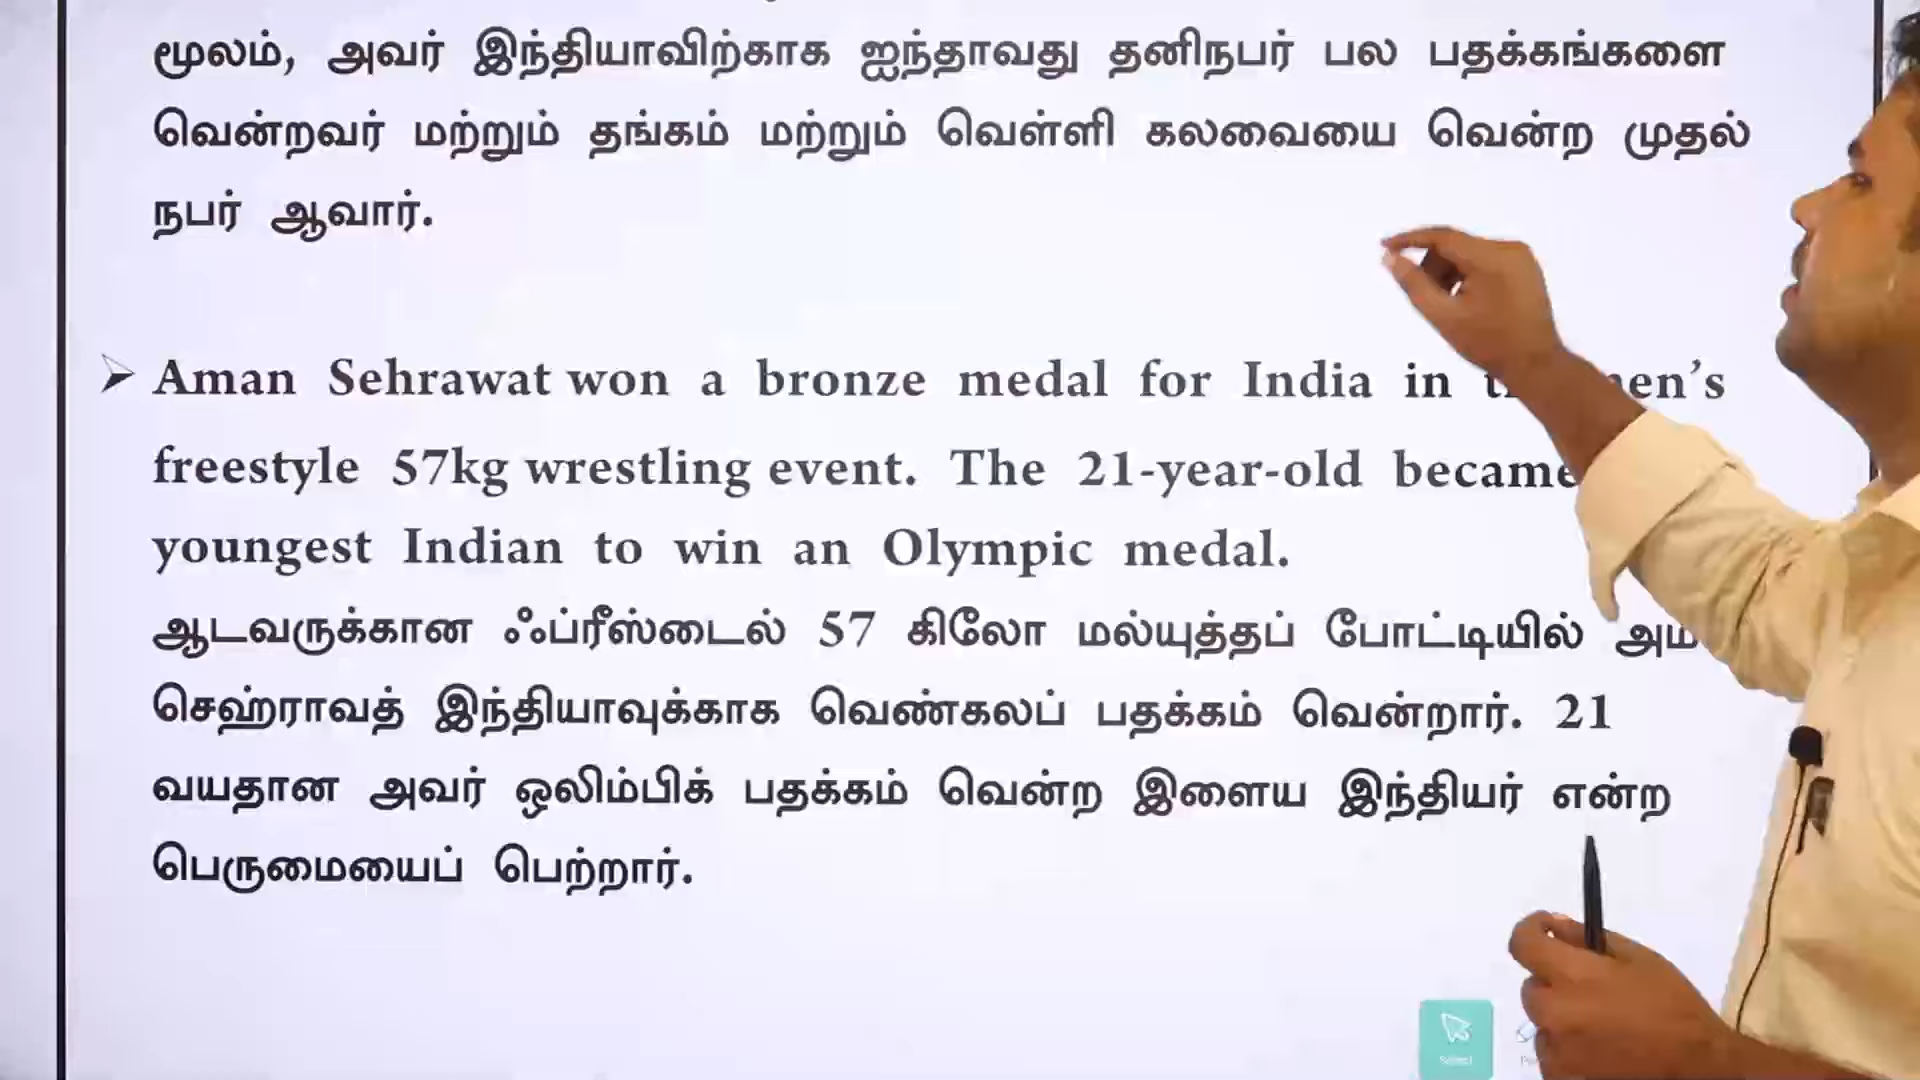 மூலம், அவர் இந்தியாவிற்காக ஐந்தாவது தனிநபர் பல பதக்கங்களை
வென்றவர் மற்றும் தங்கம் மற்றும் வெள்ளி கலவையை வென்ற முதல்
நபர் ஆவார்.
Aman Sehrawat won a bronze medal for India in
freestyle 57kg wrestling event. The 21-year-old became
youngest Indian to win an Olympic medal.
ஆடவருக்கான ஃப்ரீஸ்டைல் 57 கிலோ மல்யுத்தப் போட்டியில்
செஹ்ராவத் இந்தியாவுக்காக வெண்கலப் பதக்கம் வென்றார். 21
வயதான அவர் ஒலிம்பிக் பதக்கம் வென்ற இளைய இந்தியர் என்ற
பெருமையைப் பெற்றார்.
Select